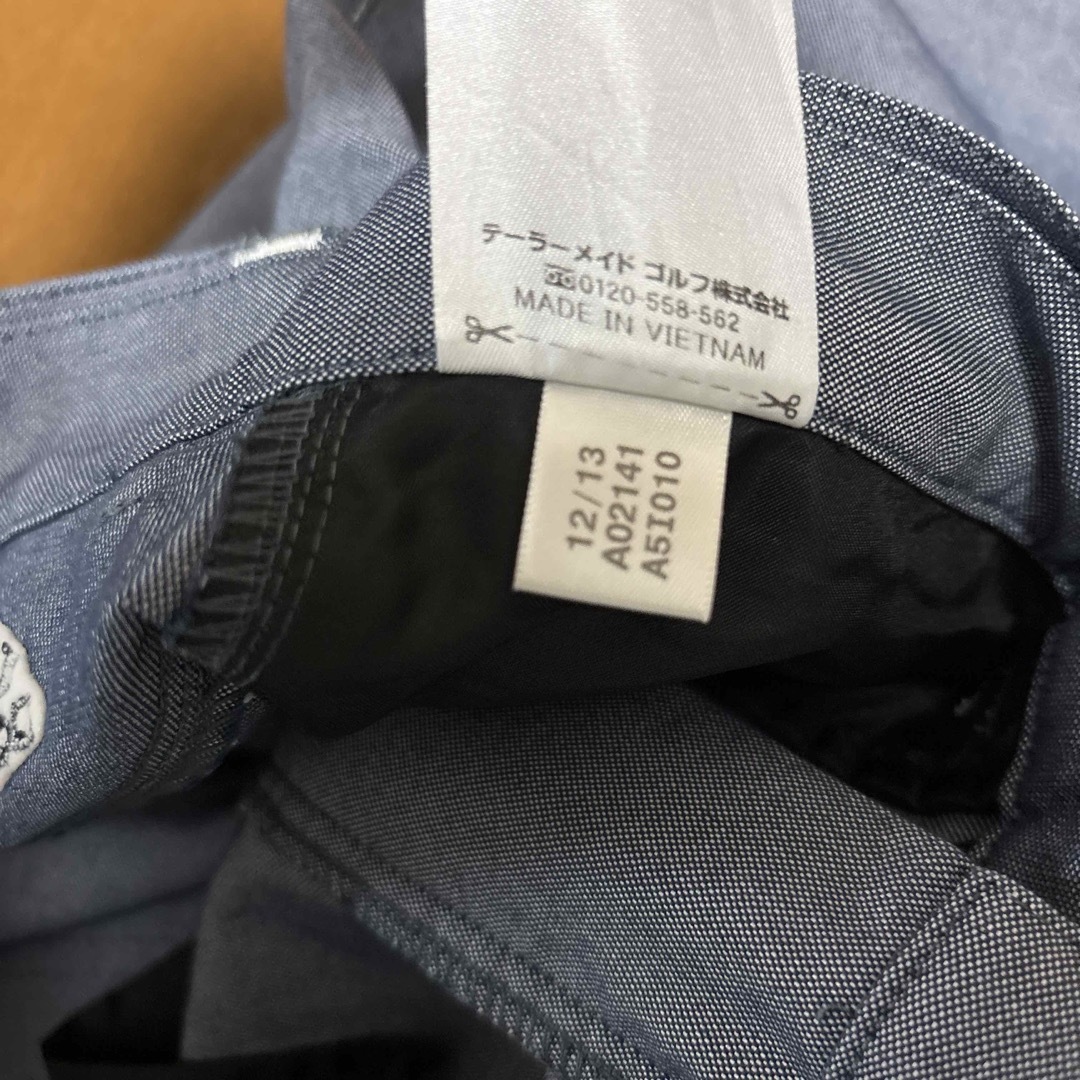 テーラーメイド ゴルフ株式会社
0120-558-562
MADE IN VIETNAM
12/13
A02141
A5I010